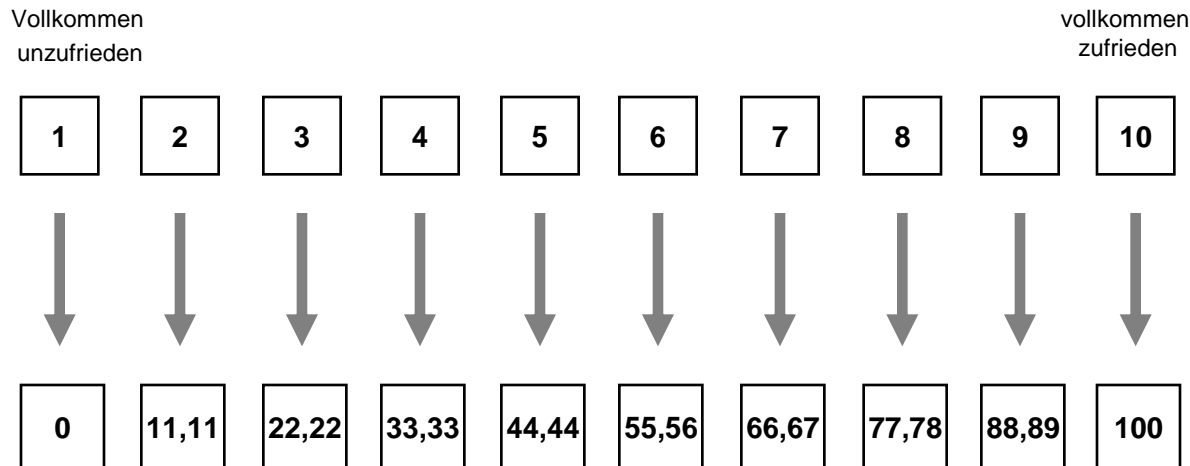 Vollkommen
unzufrieden
vollkommen
zufrieden
1 2 3 4 5 6 7 8 9 10
0 11,11 22,22 33,33 44,44 55,56 66,67 77,78 88,89 100